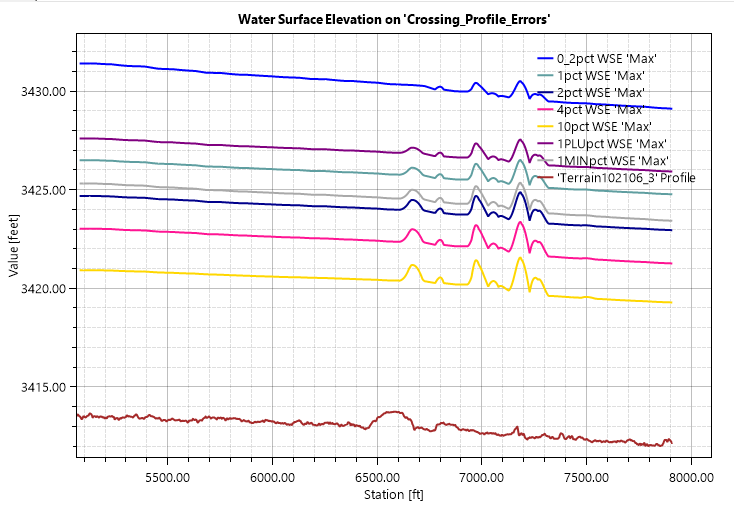 Water Surface Elevation on 'Crossing_Profile_Errors'
0_2pct WSE 'Max'
1pct WSE 'Max'
2pct WSE 'Max'
4pct WSE 'Max'
10pct WSE 'Max'
1PLUpct WSE 'Max'
1MINpct WSE 'Max'
'Terrain102106_3' Profile
3430.00
3425.00
3420.00
3415.00
Value [feet]
5500.00 6000.00 6500.00 7000.00 7500.00 8000.00
Station [ft]